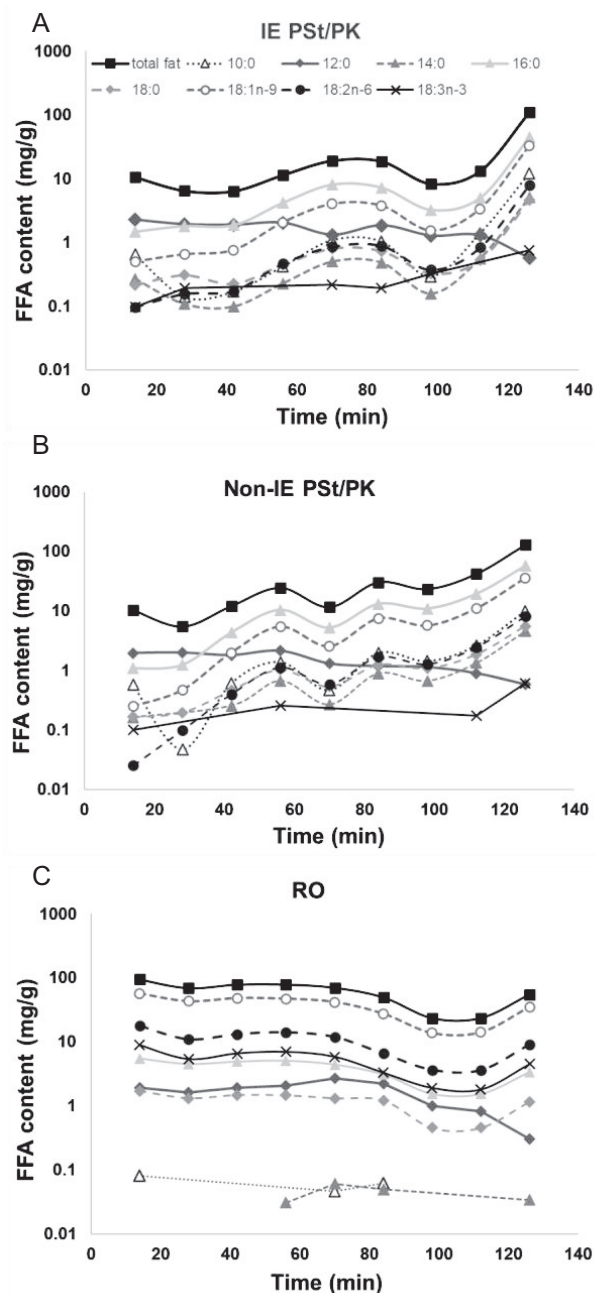 A
IE PSt/PK
total fat 10:0 12:0 14:0 16:0
18:0 18:1n-9 18:2n-6 18:3n-3
1000
100
10
1
0.1
0.01
FFA content (mg/g)
0 20 40 60 80 100 120 140
Time (min)
B
Non-IE PSt/PK
1000
100
10
1
0.1
0.01
FFA content (mg/g)
0 20 40 60 80 100 120 140
Time (min)
C
RO
1000
100
10
1
0.1
0.01
FFA content (mg/g)
0 20 40 60 80 100 120 140
Time (min)